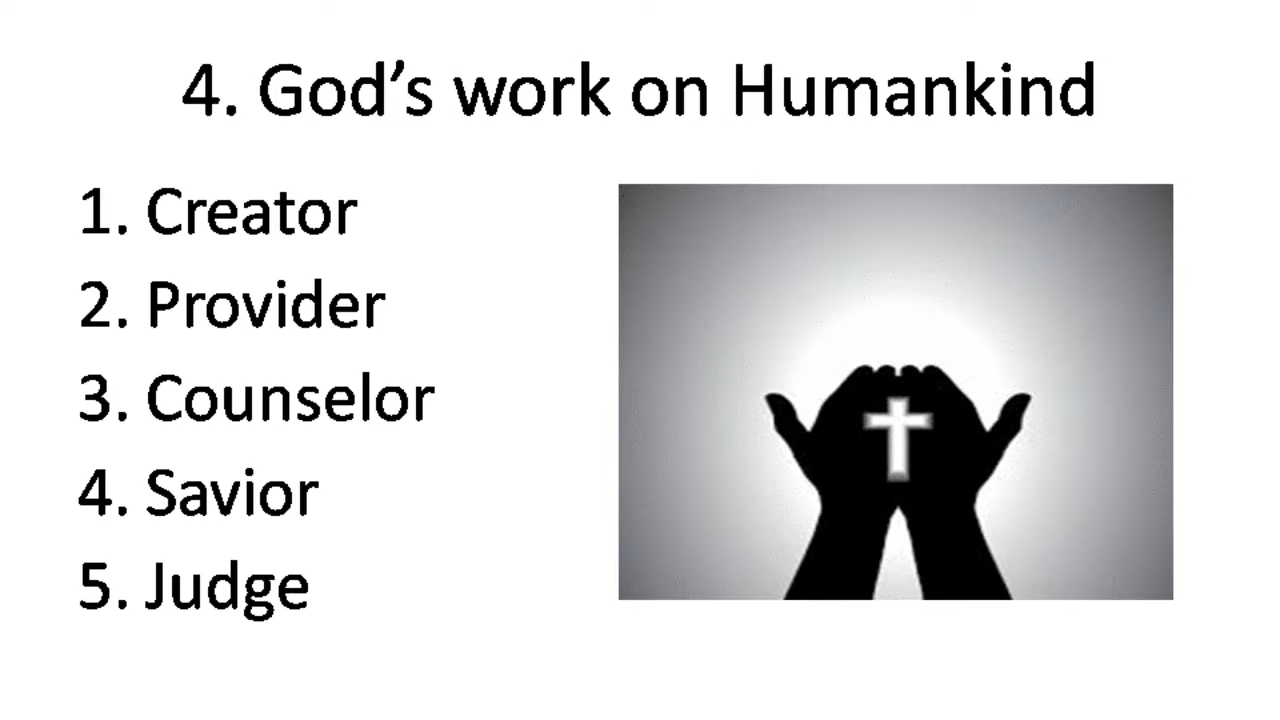 4. God’s work on Humankind
1. Creator
2. Provider
3. Counselor
4. Savior
5. Judge